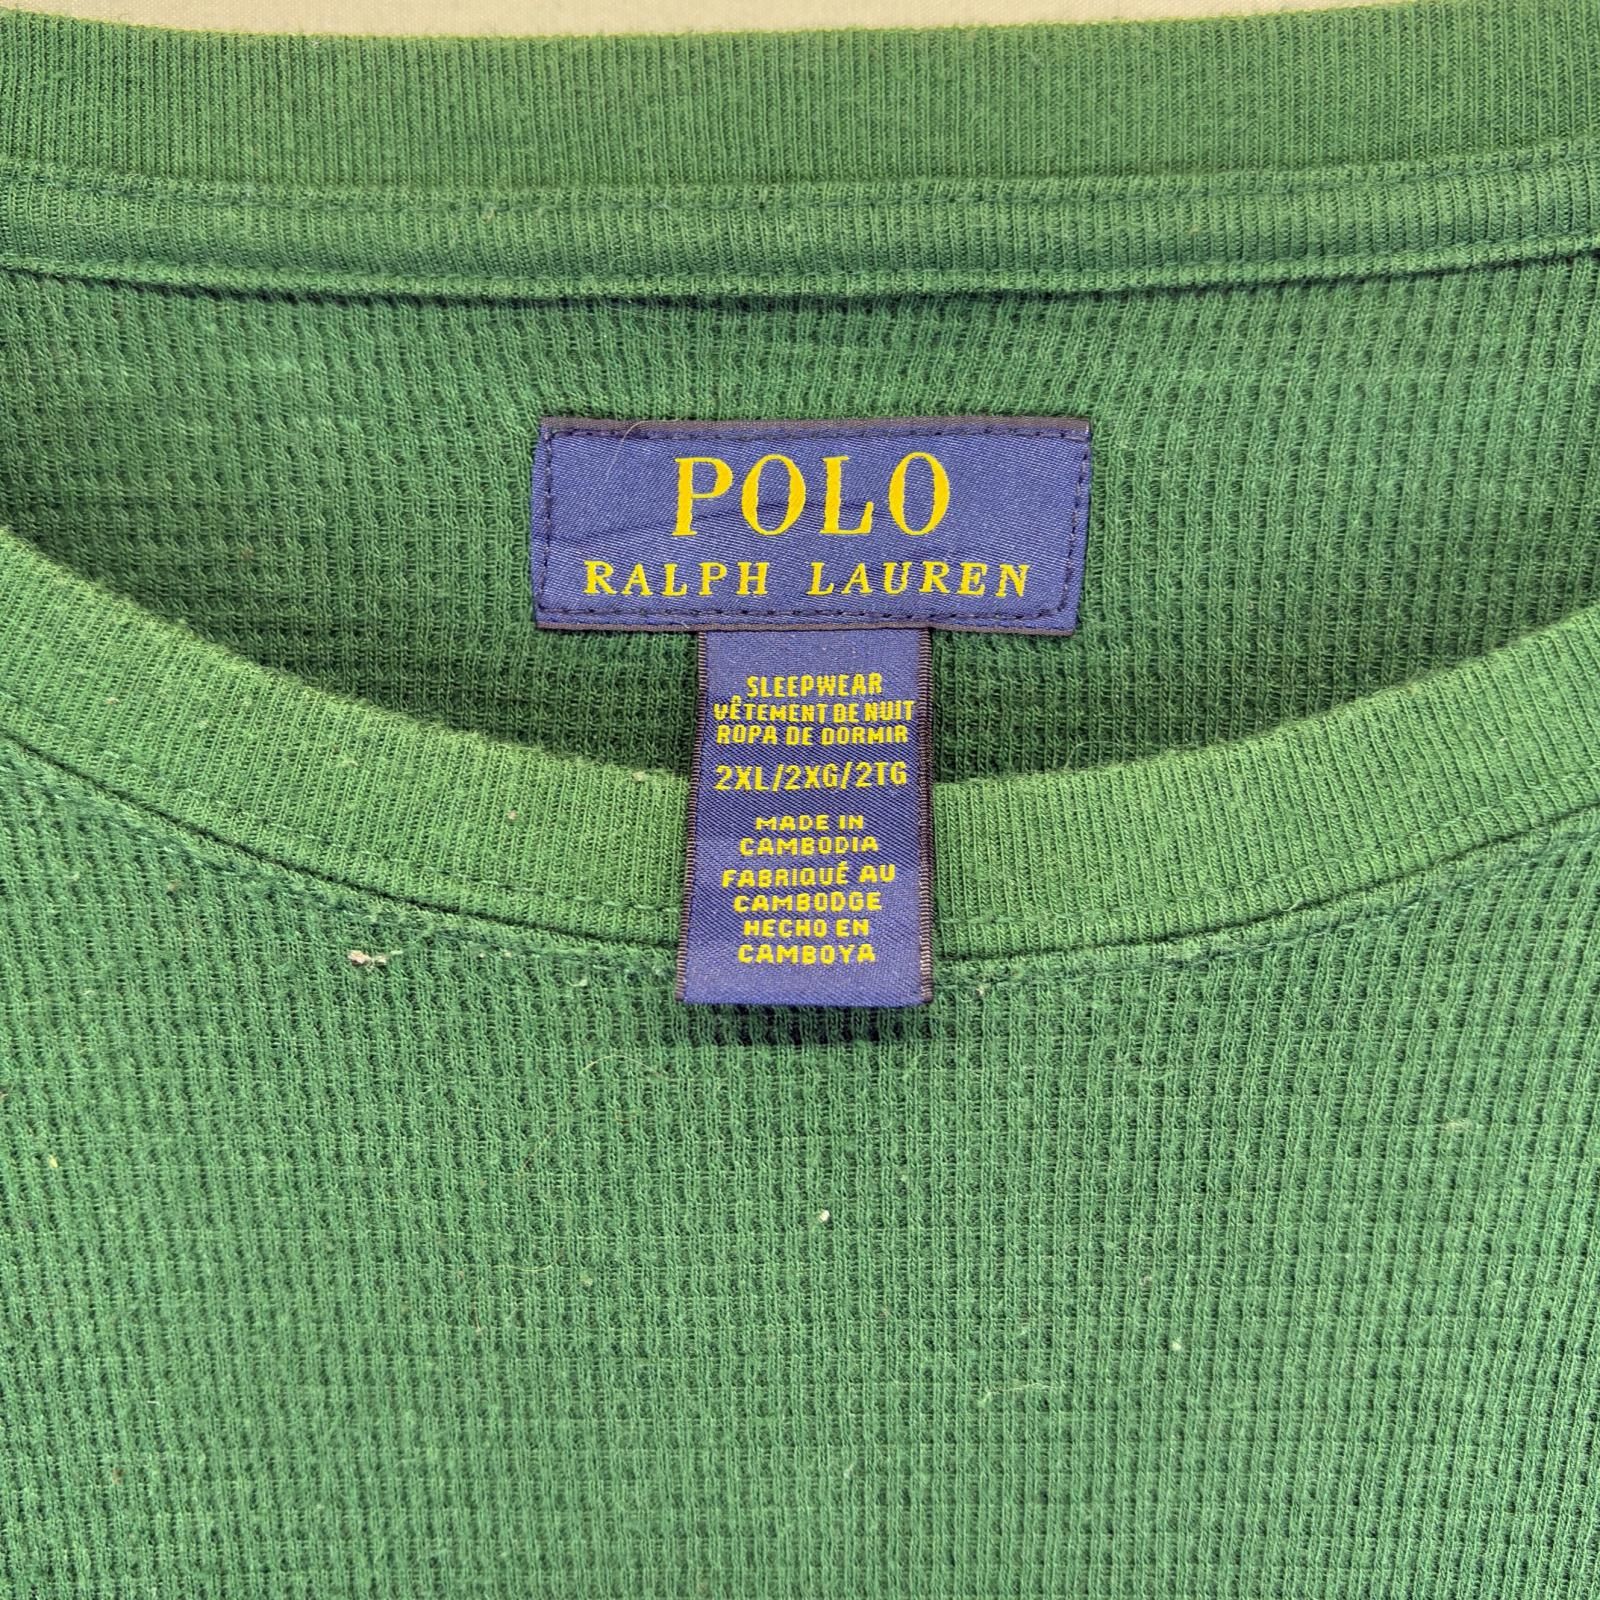 POLO
RALPH LAUREN
SLEEPWEAR
VÊTEMENT DE NUIT
ROPA DE DORMIR
2XL/2XG/2TG
MADE IN
CAMBODIA
FABRIQUÉ AU
CAMBODGE
HECHO EN
CAMBOYA